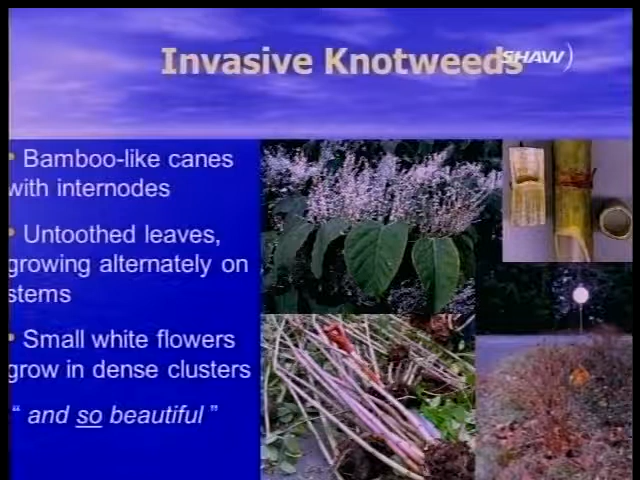 Invasive Knotweeds
SHAW)
• Bamboo-like canes
with internodes
• Untoothed leaves,
growing alternately on
stems
• Small white flowers
grow in dense clusters
“ and so beautiful ”